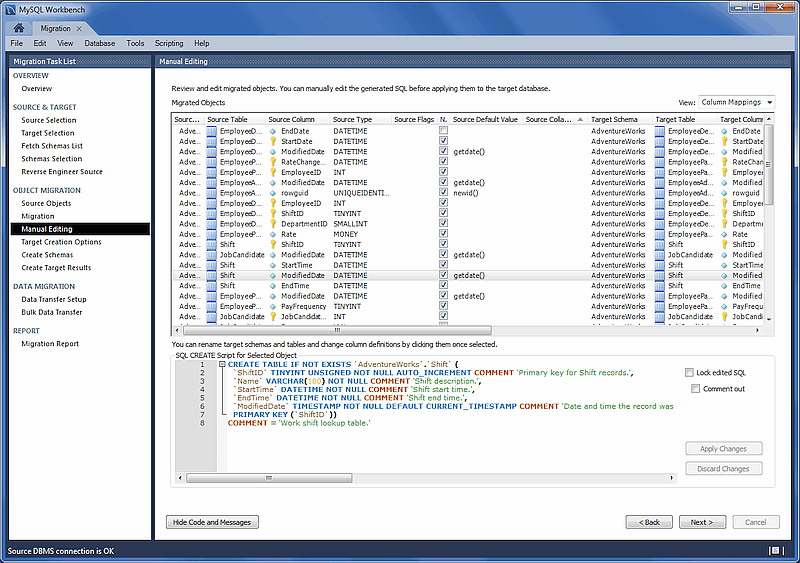 MySQL Workbench
Migration
File Edit View Database Tools Scripting Help
Migration Task List
OVERVIEW
Overview
SOURCE & TARGET
Source Selection
Target Selection
Fetch Schemas List
Schemas Selection
Reverse Engineer Source
OBJECT MIGRATION
Source Objects
Migration
Manual Editing
Target Creation Options
Create Schemas
Create Target Results
DATA MIGRATION
Data Transfer Setup
Bulk Data Transfer
REPORT
Migration Report
Manual Editing
Review and edit migrated objects. You can manually edit the generated SQL before applying them to the target database.
Migrated Objects View: Column Mappings
Sourc... Source Table Source Column Source Type Source Flags N. Source Default Value Source Colla... Target Schema Target Table Target Column
Adve... EmployeeD... EndDate DATETIME AdventureWorks EmployeeDe... EndDate
Adve... EmployeeD... StartDate DATETIME AdventureWorks EmployeeDe... StartDate
Adve... EmployeeD... ModifiedDate DATETIME getdate() AdventureWorks EmployeeDe... Modified
Adve... EmployeeP... RateChange... DATETIME AdventureWorks EmployeePa... RateChan
Adve... EmployeeP... EmployeeID INT AdventureWorks EmployeePa... Employee
Adve... EmployeeA... ModifiedDate DATETIME getdate() AdventureWorks EmployeeAd... Modified
Adve... EmployeeA... rowguid UNIQUEIDENTI... newid() AdventureWorks EmployeeAd... rowguid
Adve... EmployeeD... EmployeeID INT AdventureWorks EmployeeDe... Employee
Adve... EmployeeD... ShiftID TINYINT AdventureWorks EmployeeDe... ShiftID
Adve... EmployeeD... DepartmentID SMALLINT AdventureWorks EmployeeDe... Departme
Adve... EmployeeP... Rate MONEY AdventureWorks EmployeePa... Rate
Adve... Shift ShiftID TINYINT AdventureWorks Shift ShiftID
Adve... JobCandidate ModifiedDate DATETIME getdate() AdventureWorks JobCandidate Modified
Adve... Shift StartTime DATETIME AdventureWorks Shift StartTime
Adve... Shift ModifiedDate DATETIME getdate() AdventureWorks Shift Modified
Adve... Shift EndTime DATETIME AdventureWorks Shift EndTime
Adve... EmployeeP... ModifiedDate DATETIME getdate() AdventureWorks EmployeePa... Modified
Adve... EmployeeP... PayFrequency TINYINT AdventureWorks EmployeePa... PayFrequ
Adve... JobCandidate JobCandidate... INT AdventureWorks JobCandidate JobCandi
You can rename target schemas and tables and change column definitions by clicking them once selected.
SQL CREATE Script for Selected Object
1 CREATE TABLE IF NOT EXISTS `AdventureWorks`.`Shift` (
2 `ShiftID` TINYINT UNSIGNED NOT NULL AUTO_INCREMENT COMMENT 'Primary key for Shift records.',
3 `Name` VARCHAR(100) NOT NULL COMMENT 'Shift description.',
4 `StartTime` DATETIME NOT NULL COMMENT 'Shift start time.',
5 `EndTime` DATETIME NOT NULL COMMENT 'Shift end time.',
6 `ModifiedDate` TIMESTAMP NOT NULL DEFAULT CURRENT_TIMESTAMP COMMENT 'Date and time the record was
7 PRIMARY KEY (`ShiftID`))
8 COMMENT = 'Work shift lookup table.'
Lock edited SQL
Comment out
Apply Changes
Discard Changes
Hide Code and Messages < Back Next > Cancel
Source DBMS connection is OK